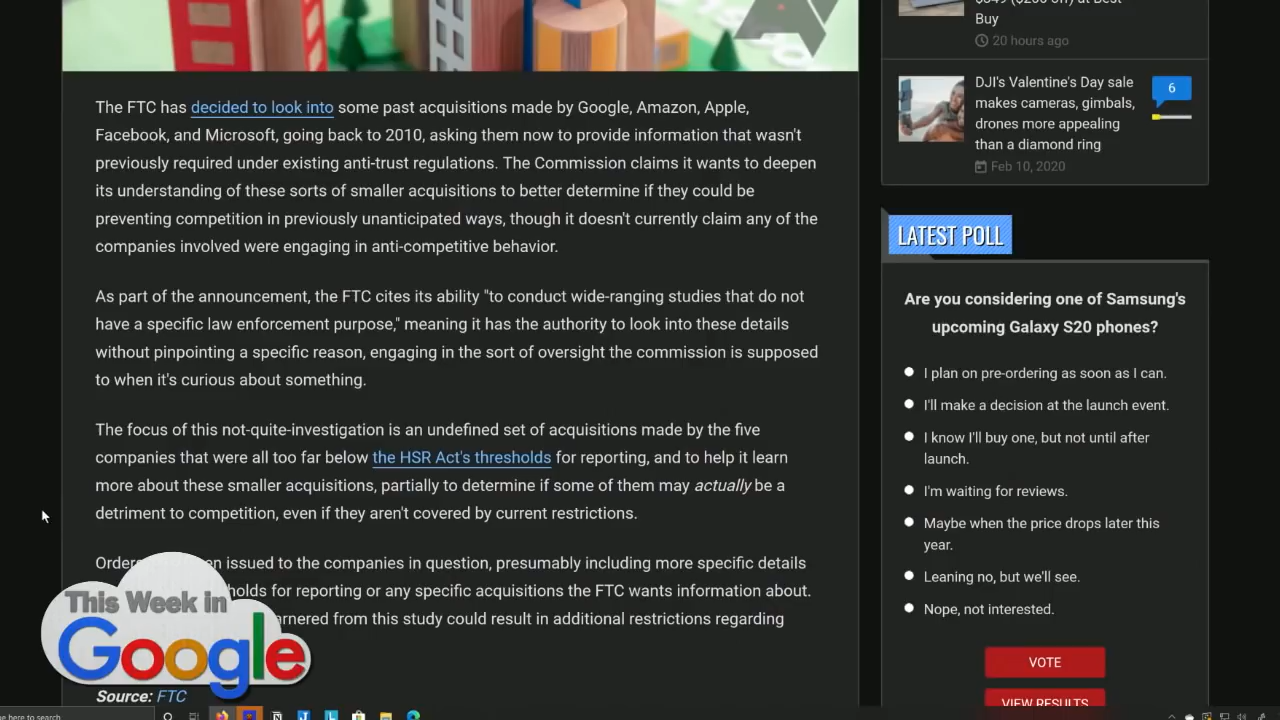 The FTC has decided to look into some past acquisitions made by Google, Amazon, Apple,
Facebook, and Microsoft, going back to 2010, asking them now to provide information that wasn't
previously required under existing anti-trust regulations. The Commission claims it wants to deepen
its understanding of these sorts of smaller acquisitions to better determine if they could be
preventing competition in previously unanticipated ways, though it doesn't currently claim any of the
companies involved were engaging in anti-competitive behavior.
As part of the announcement, the FTC cites its ability "to conduct wide-ranging studies that do not
have a specific law enforcement purpose," meaning it has the authority to look into these details
without pinpointing a specific reason, engaging in the sort of oversight the commission is supposed
to when it's curious about something.
The focus of this not-quite-investigation is an undefined set of acquisitions made by the five
companies that were all too far below the HSR Act's thresholds for reporting, and to help it learn
more about these smaller acquisitions, partially to determine if some of them may actually be a
detriment to competition, even if they aren't covered by current restrictions.
issued to the companies in question, presumably including more specific details
for reporting or any specific acquisitions the FTC wants information about.
from this study could result in additional restrictions regarding
Source: FTC
This Week in
Google
Buy
20 hours ago
DJI's Valentine's Day sale
makes cameras, gimbals,
drones more appealing
than a diamond ring
Feb 10, 2020
6
LATEST POLL
Are you considering one of Samsung's
upcoming Galaxy S20 phones?
I plan on pre-ordering as soon as I can.
I'll make a decision at the launch event.
I know I'll buy one, but not until after
launch.
I'm waiting for reviews.
Maybe when the price drops later this
year.
Leaning no, but we'll see.
Nope, not interested.
VOTE
VIEW RESULTS
here to search